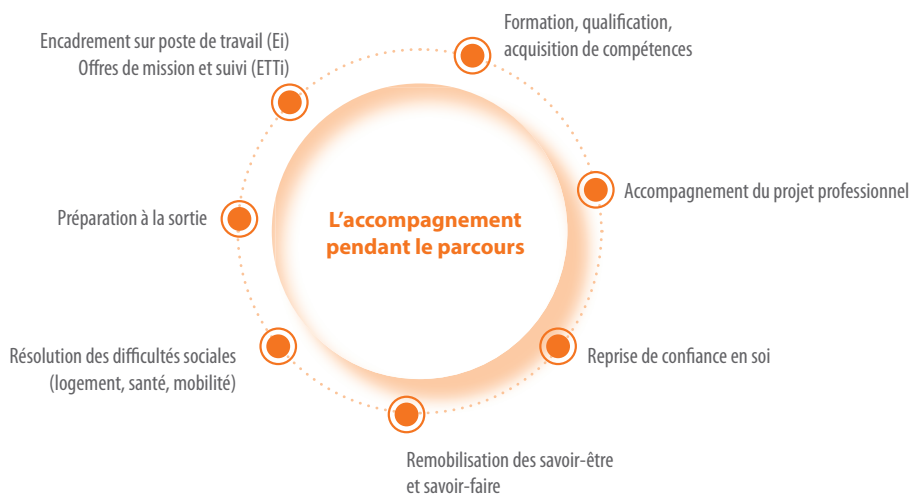 Formation, qualification,
acquisition de compétences
Encadrement sur poste de travail (Ei)
Offres de mission et suivi (ETTi)
Accompagnement du projet professionnel
Préparation à la sortie
L’accompagnement
pendant le parcours
Résolution des difficultés sociales
(logement, santé, mobilité)
Reprise de confiance en soi
Remobilisation des savoir-être
et savoir-faire